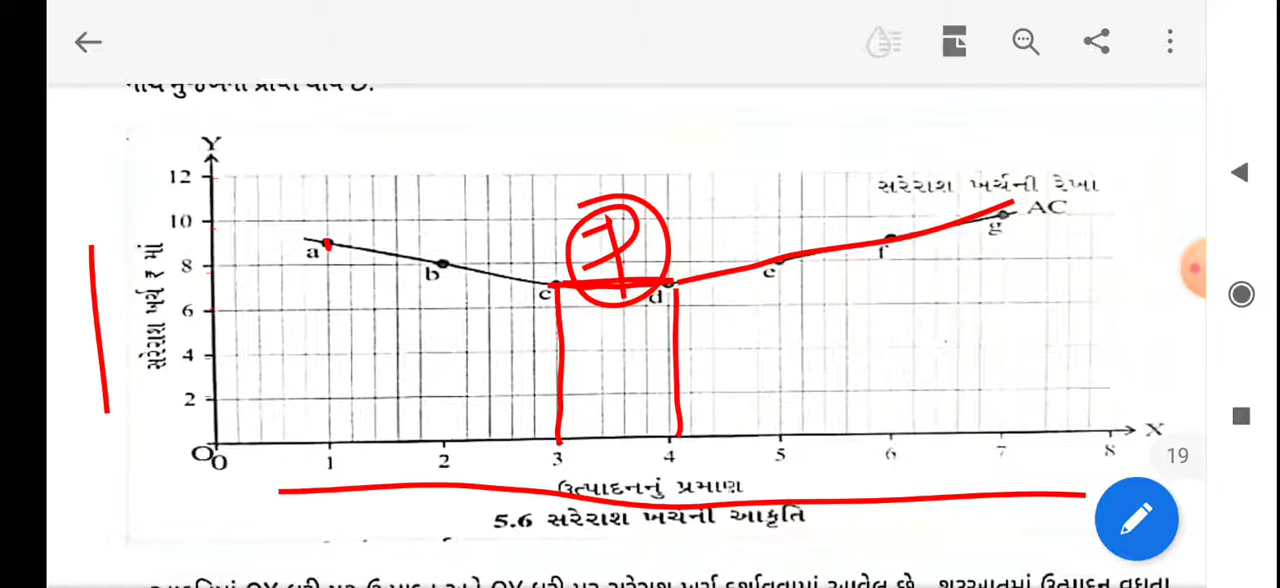 Y
12
સરેરાશ ખર્ચની રેખા
10
AC
g
a
f
8
b
e
c
d
6
સરેરાશ ખર્ચ ₹ માં
4
2
X
O
0
1
2
3
4
5
6
7
8
19
ઉત્પાદનનું પ્રમાણ
5.6 સરેરાશ ખર્ચની આકૃતિ